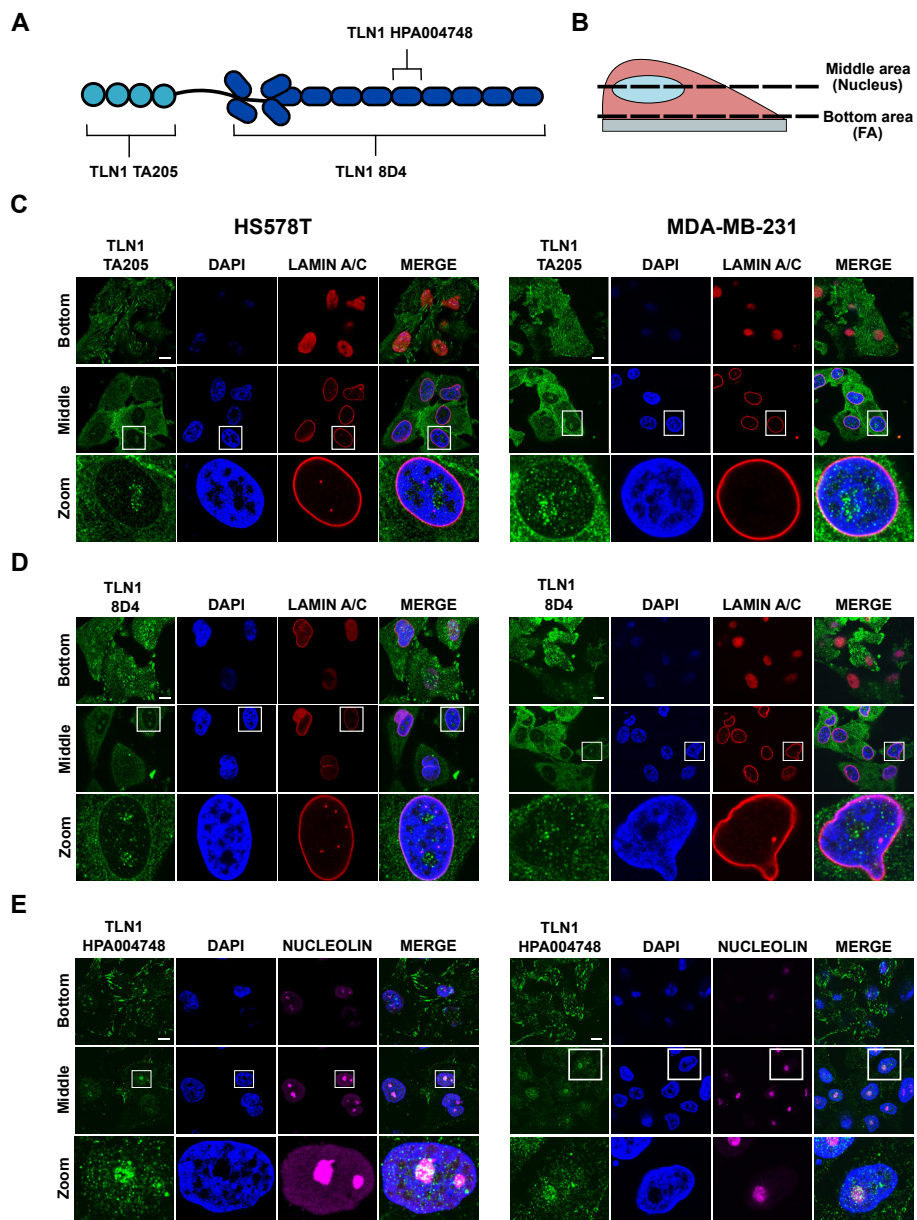 A
TLN1 HPA004748
TLN1 TA205
TLN1 8D4
B
Middle area
(Nucleus)
Bottom area
(FA)
C
HS578T
MDA-MB-231
TLN1
TA205
DAPI
LAMIN A/C
MERGE
TLN1
TA205
DAPI
LAMIN A/C
MERGE
Bottom
Middle
Zoom
D
TLN1
8D4
DAPI
LAMIN A/C
MERGE
TLN1
8D4
DAPI
LAMIN A/C
MERGE
Bottom
Middle
Zoom
E
TLN1
HPA004748
DAPI
NUCLEOLIN
MERGE
TLN1
HPA004748
DAPI
NUCLEOLIN
MERGE
Bottom
Middle
Zoom